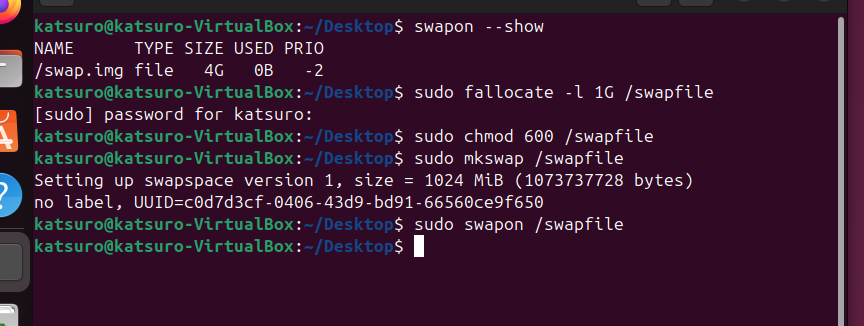 katsuro@katsuro-VirtualBox:~/Desktop$ swapon --show
NAME      TYPE SIZE USED PRIO
/swap.img file   4G   0B   -2
katsuro@katsuro-VirtualBox:~/Desktop$ sudo fallocate -l 1G /swapfile
[sudo] password for katsuro:
katsuro@katsuro-VirtualBox:~/Desktop$ sudo chmod 600 /swapfile
katsuro@katsuro-VirtualBox:~/Desktop$ sudo mkswap /swapfile
Setting up swapspace version 1, size = 1024 MiB (1073737728 bytes)
no label, UUID=c0d7d3cf-0406-43d9-bd91-66560ce9f650
katsuro@katsuro-VirtualBox:~/Desktop$ sudo swapon /swapfile
katsuro@katsuro-VirtualBox:~/Desktop$